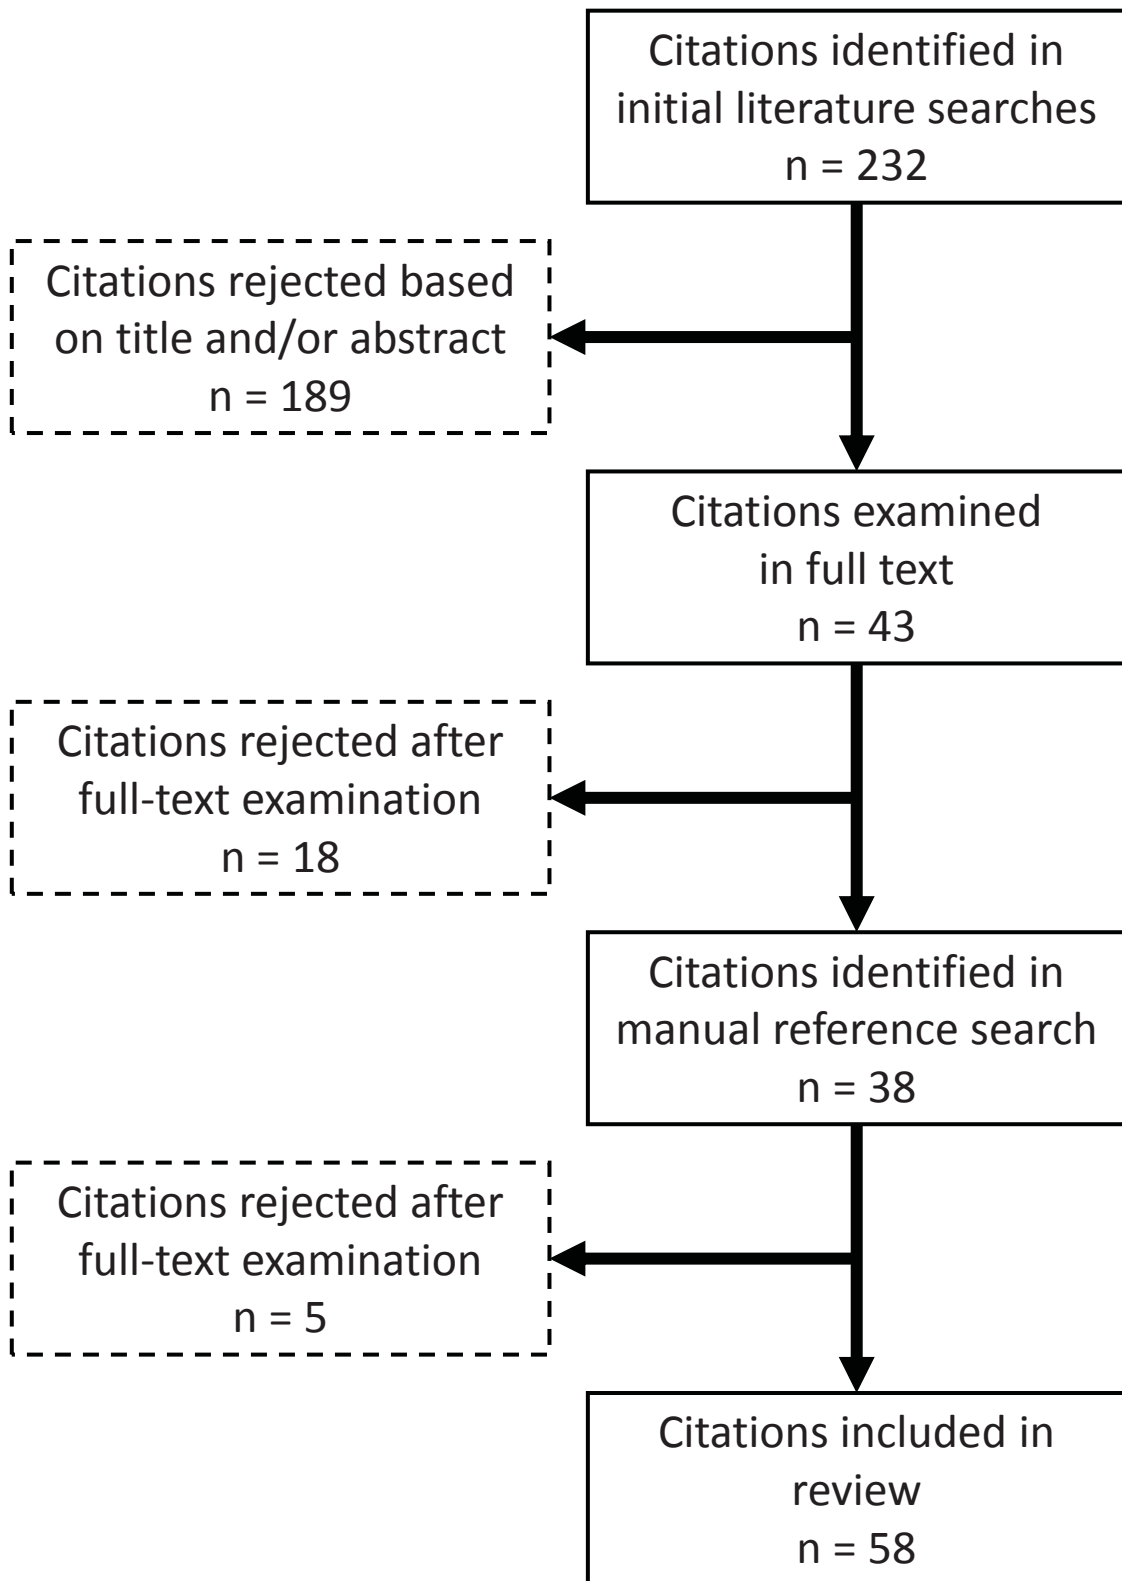 Citations identified in
initial literature searches
n = 232
Citations rejected based
on title and/or abstract
n = 189
Citations examined
in full text
n = 43
Citations rejected after
full-text examination
n = 18
Citations identified in
manual reference search
n = 38
Citations rejected after
full-text examination
n = 5
Citations included in
review
n = 58